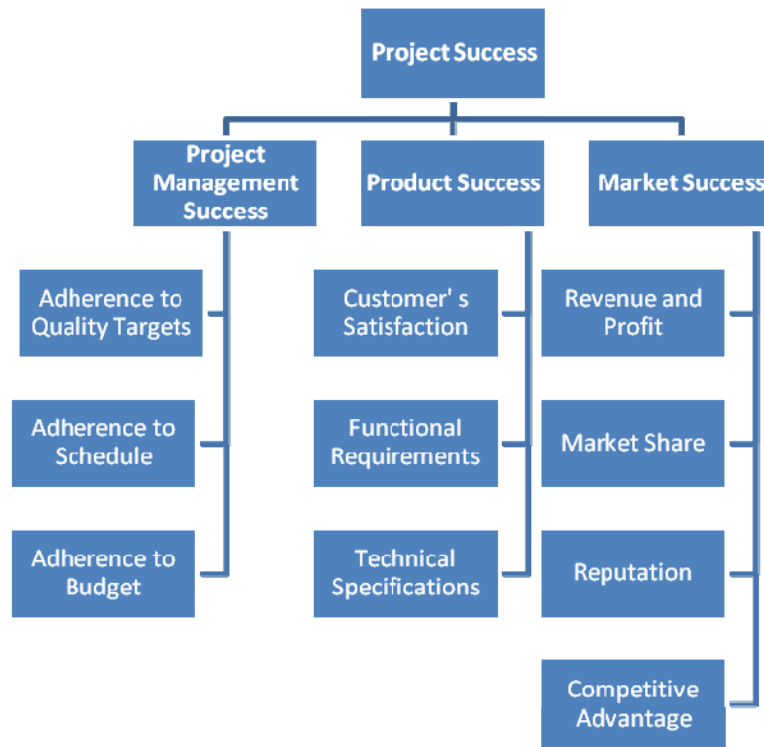 Project Success
Project
Management
Success
Product Success
Market Success
Adherence to
Quality Targets
Adherence to
Schedule
Adherence to
Budget
Customer' s
Satisfaction
Functional
Requirements
Technical
Specifications
Revenue and
Profit
Market Share
Reputation
Competitive
Advantage